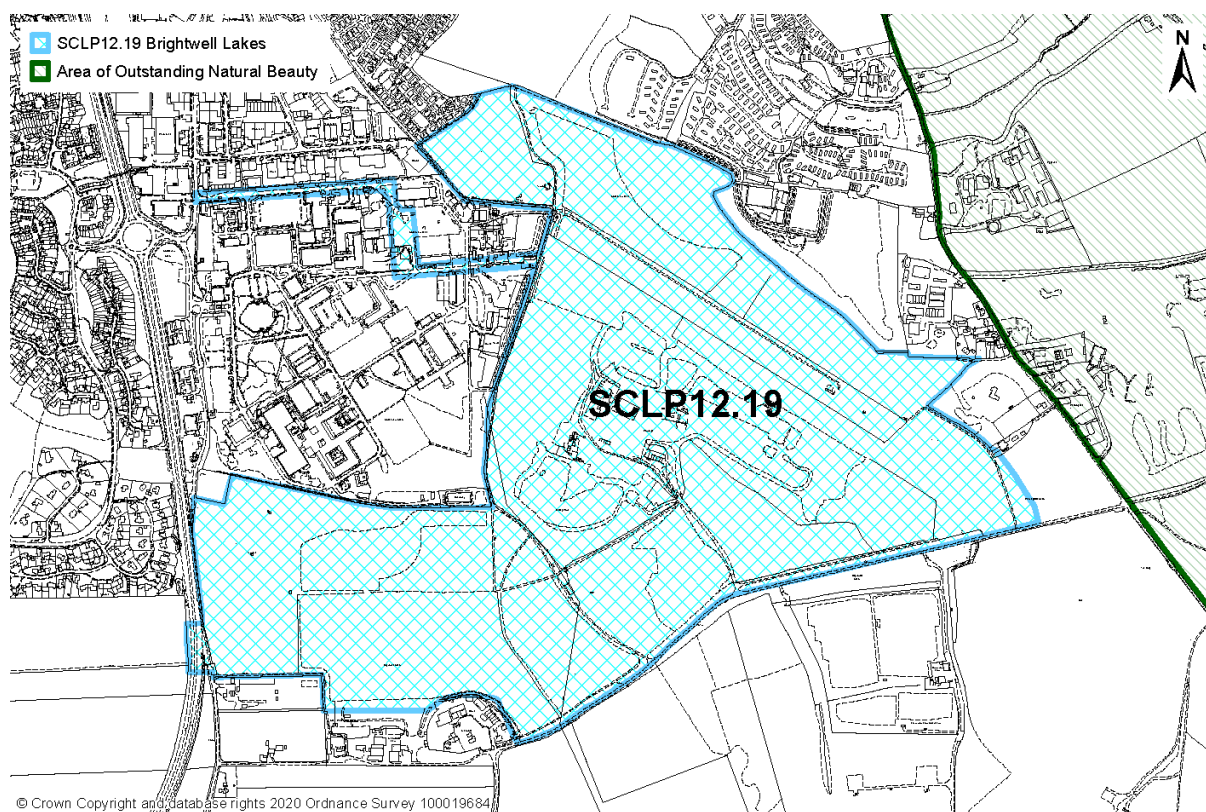 SCLP12.19 Brightwell Lakes
Area of Outstanding Natural Beauty
N
SCLP12.19
© Crown Copyright and database rights 2020 Ordnance Survey 100019684